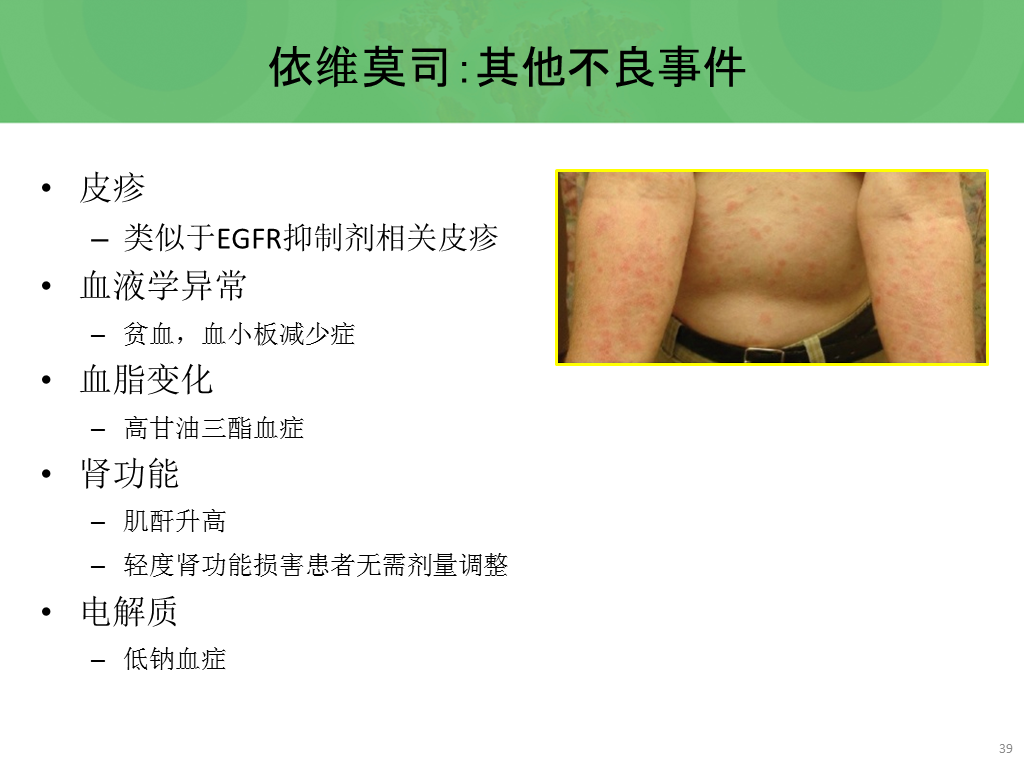 依维莫司：其他不良事件
• 皮疹
– 类似于EGFR抑制剂相关皮疹
• 血液学异常
– 贫血，血小板减少症
• 血脂变化
– 高甘油三酯血症
• 肾功能
– 肌酐升高
– 轻度肾功能损害患者无需剂量调整
• 电解质
– 低钠血症
39